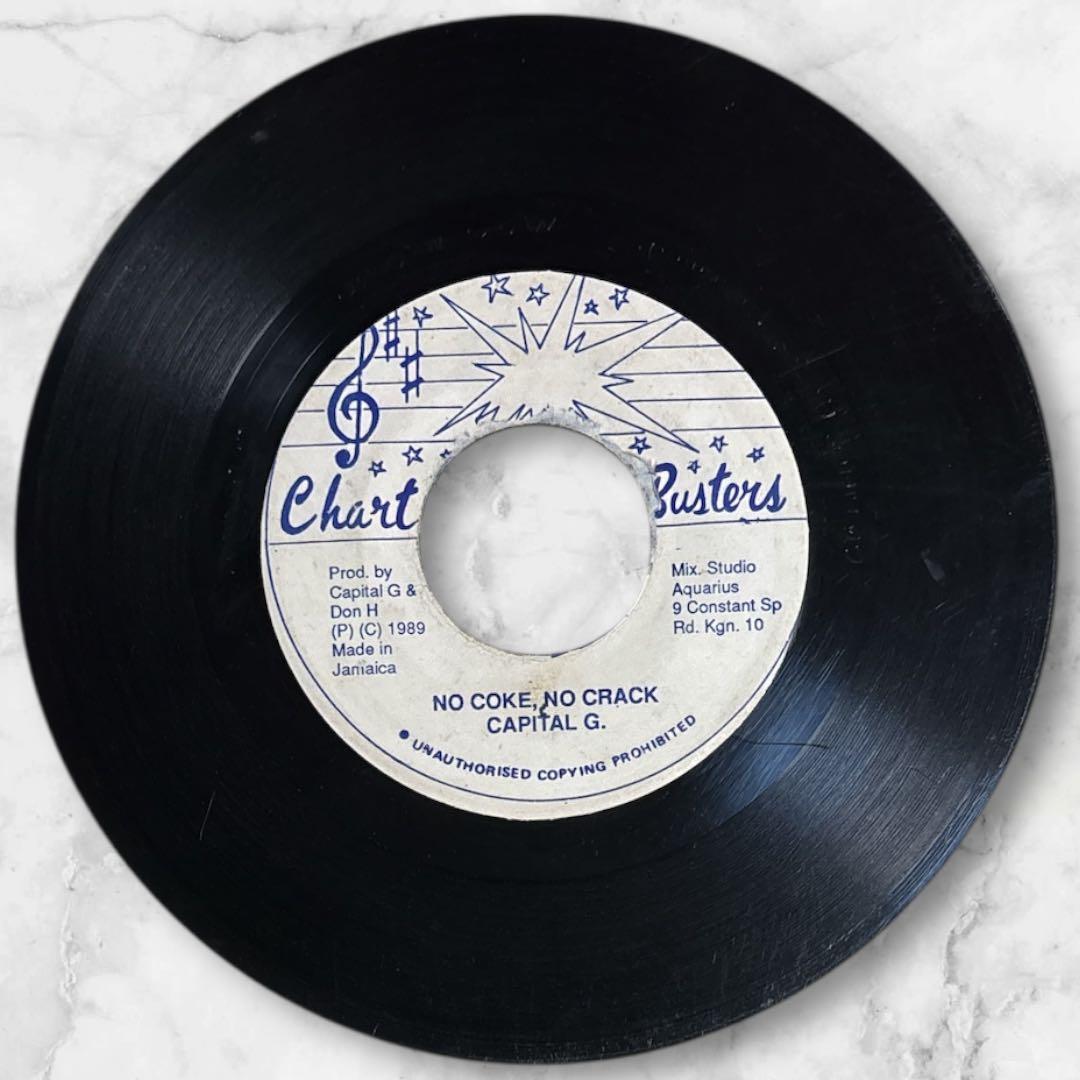 Chart Busters
Prod. by
Capital G &
Don H
(P) (C) 1989
Made in
Jamaica
Mix. Studio
Aquarius
9 Constant Sp
Rd. Kgn. 10
NO COKE, NO CRACK
CAPITAL G.
• UNAUTHORISED COPYING PROHIBITED